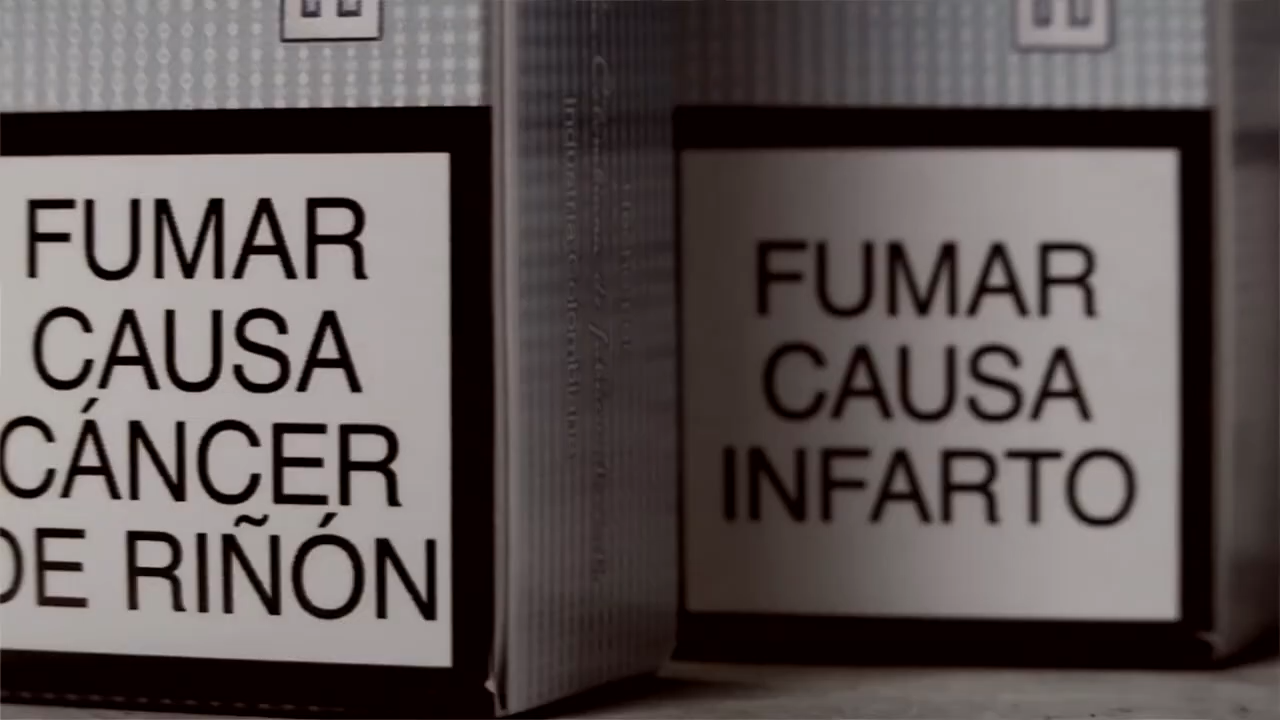 FUMAR
CAUSA
CÁNCER
DE RIÑÓN
FUMAR
CAUSA
INFARTO